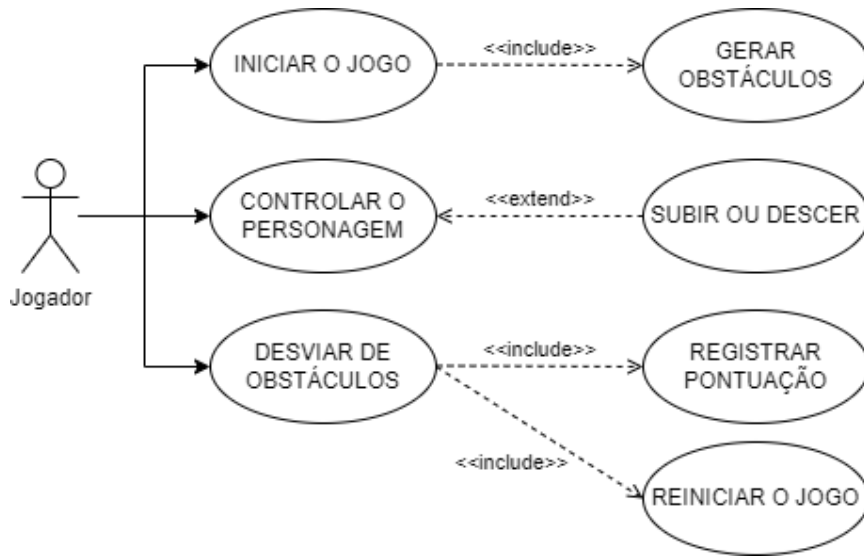 INICIAR O JOGO
<<include>>
GERAR
OBSTÁCULOS
Jogador
CONTROLAR O
PERSONAGEM
<<extend>>
SUBIR OU DESCER
DESVIAR DE
OBSTÁCULOS
<<include>>
REGISTRAR
PONTUAÇÃO
<<include>>
REINICIAR O JOGO